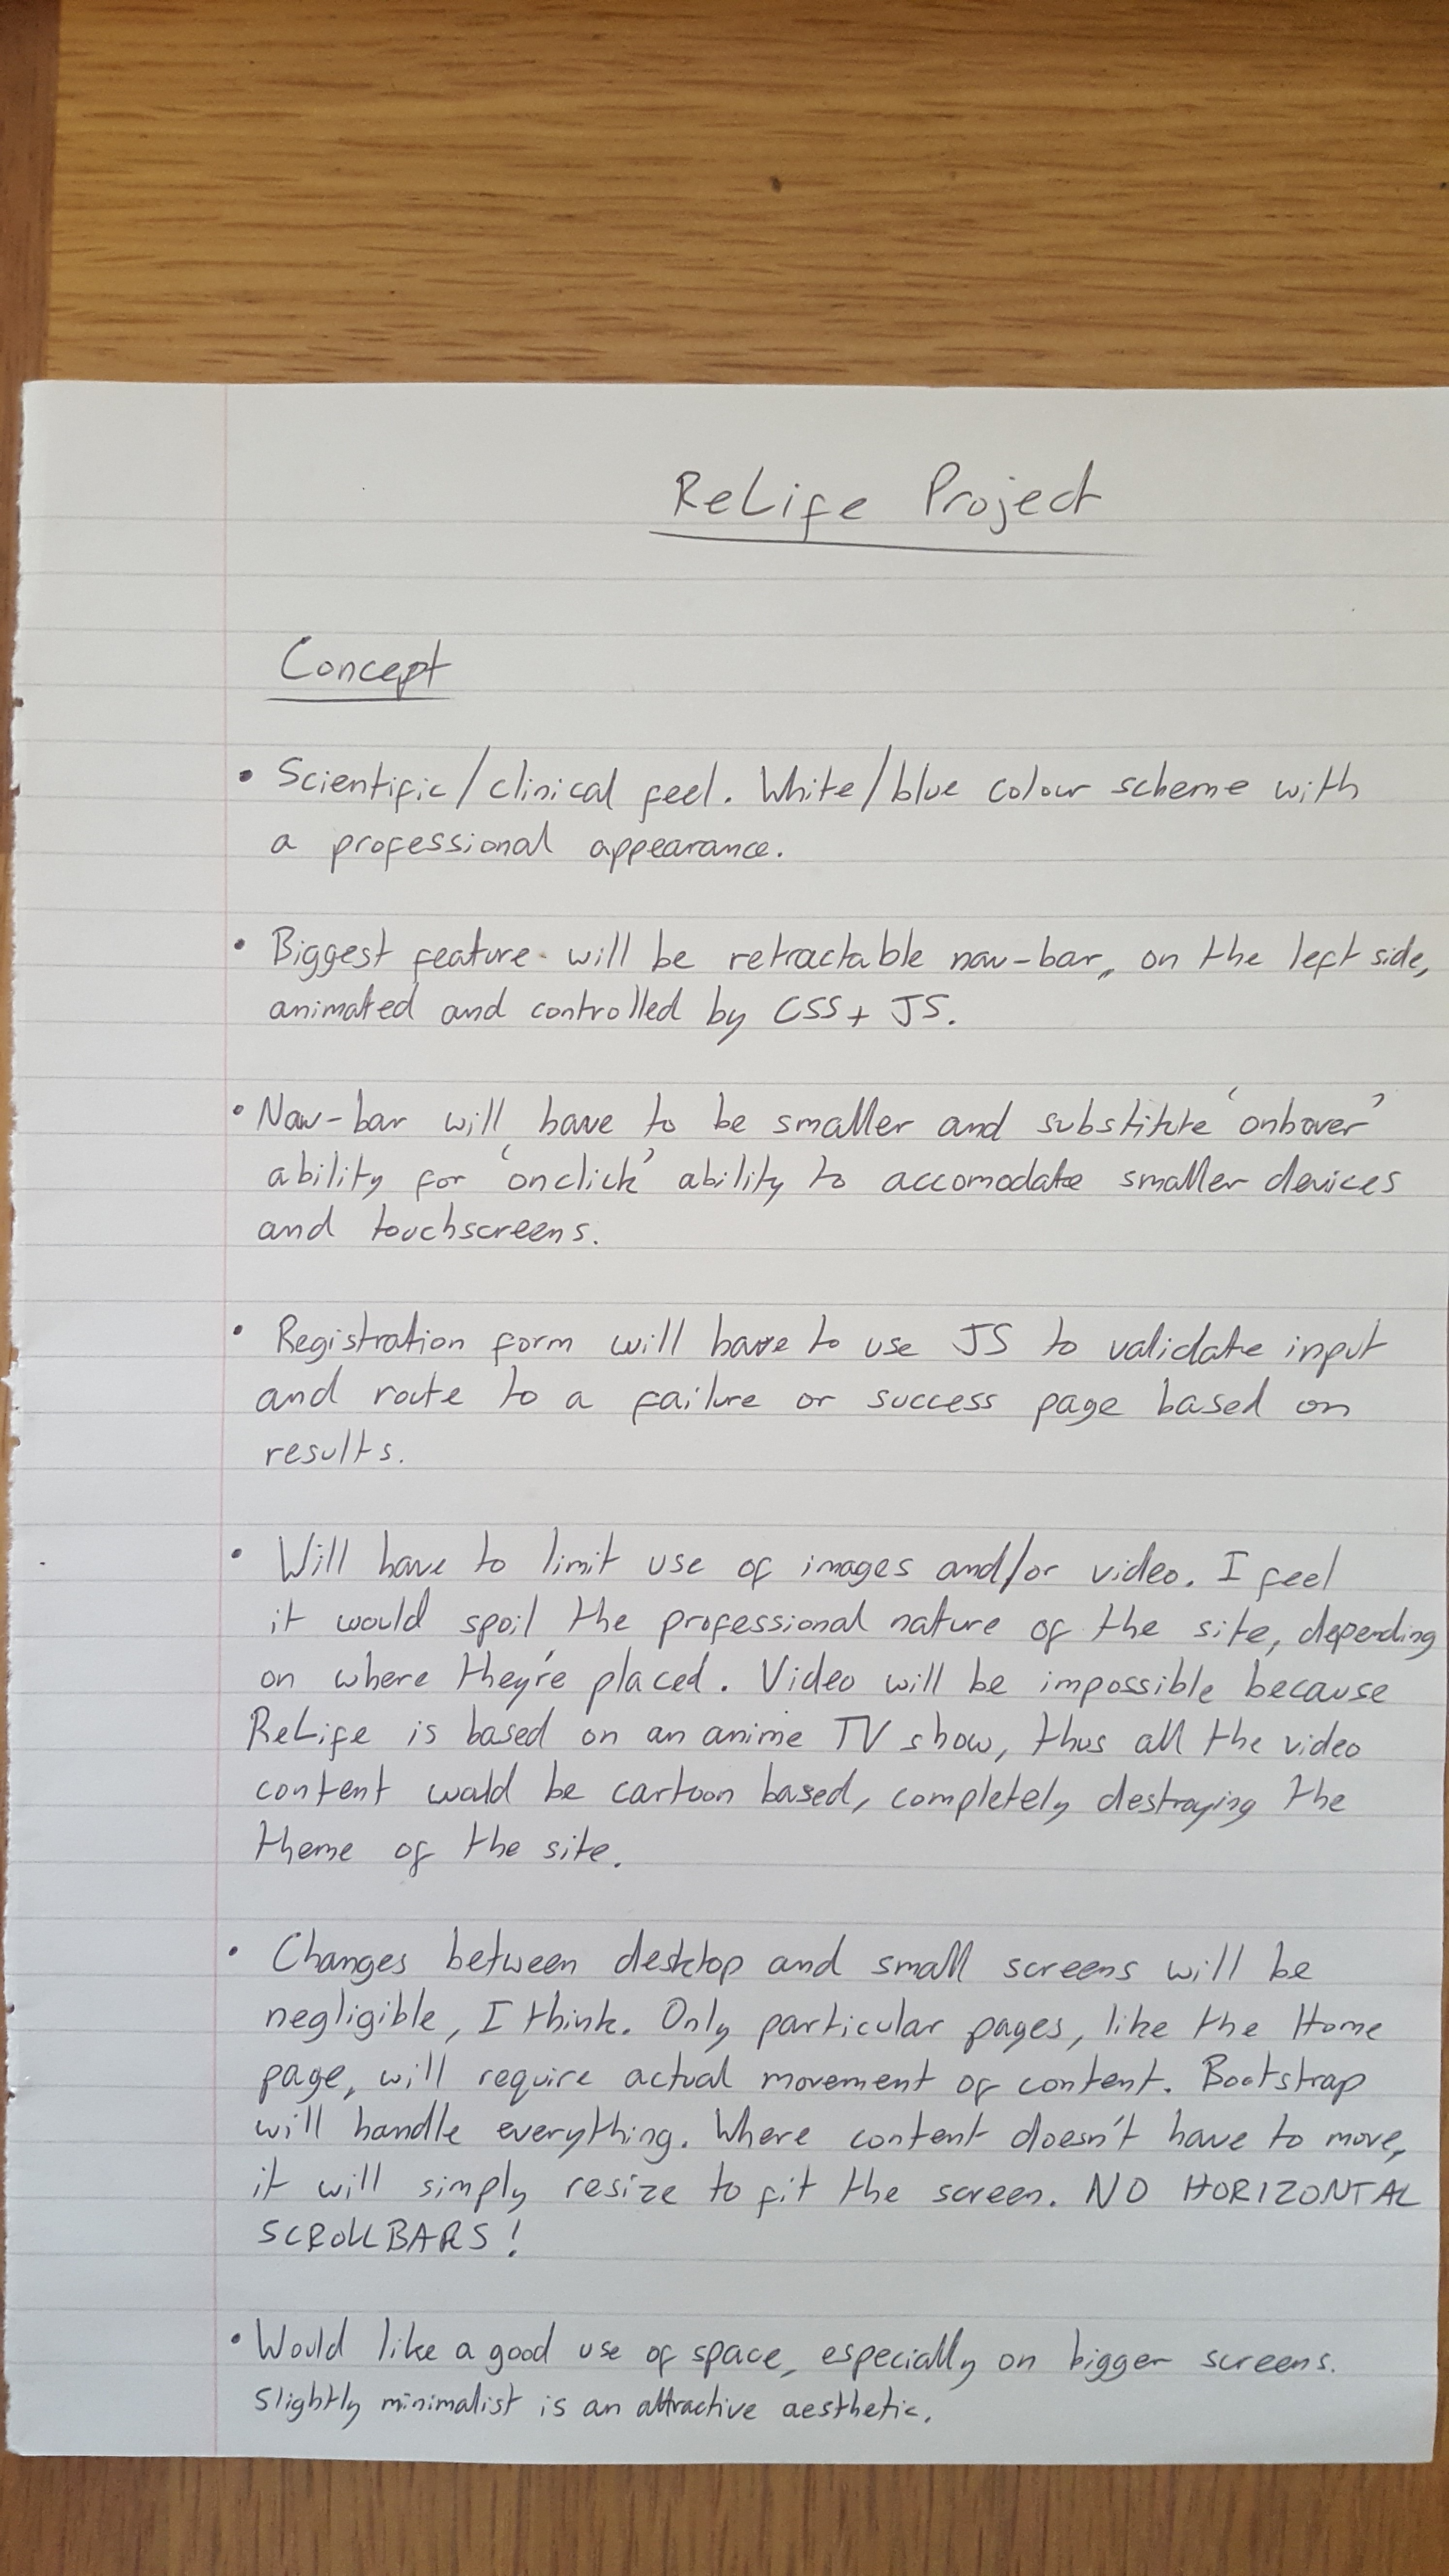 ReLife Project
Concept
• Scientific/clinical feel. White/blue colour scheme with
a professional appearance.
• Biggest feature will be retractable nav-bar, on the left side,
animated and controlled by CSS + JS.
• Nav-bar will have to be smaller and substitute 'onhover'
ability for 'onclick' ability to accomodate smaller devices
and touchscreens.
• Registration form will have to use JS to validate input
and route to a failure or success page based on
results.
• Will have to limit use of images and/or video. I feel
it would spoil the professional nature of the site, depending
on where they're placed. Video will be impossible because
ReLife is based on an anime TV show, thus all the video
content would be cartoon based, completely destroying the
theme of the site.
• Changes between desktop and small screens will be
negligible, I think. Only particular pages, like the Home
page, will require actual movement of content. Bootstrap
will handle everything. Where content doesn't have to move,
it will simply resize to fit the screen. NO HORIZONTAL
SCROLLBARS!
• Would like a good use of space, especially on bigger screens.
Slightly minimalist is an attractive aesthetic.